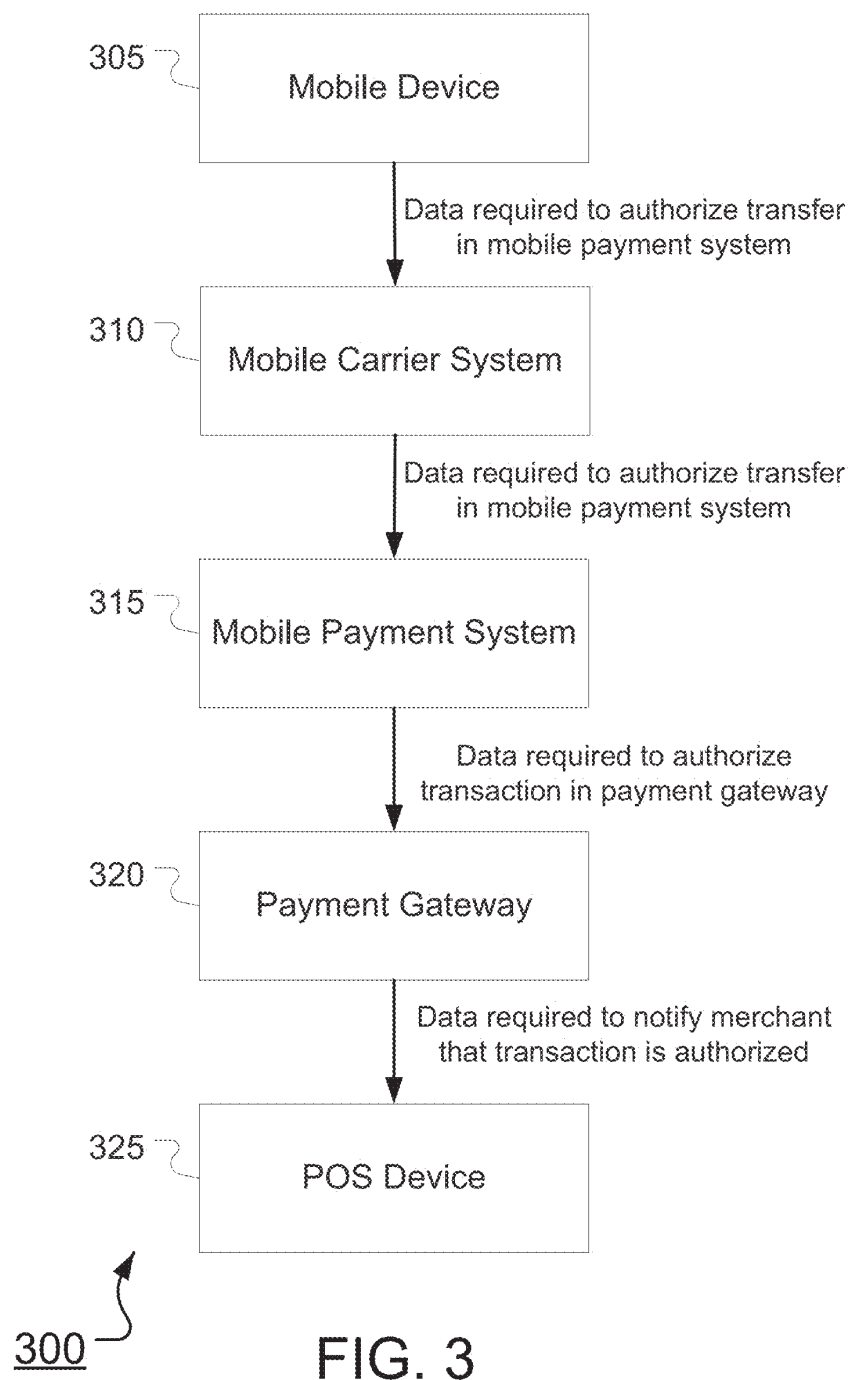 305
Mobile Device
Data required to authorize transfer
in mobile payment system
310
Mobile Carrier System
Data required to authorize transfer
in mobile payment system
315
Mobile Payment System
Data required to authorize
transaction in payment gateway
320
Payment Gateway
Data required to notify merchant
that transaction is authorized
325
POS Device
300
FIG. 3